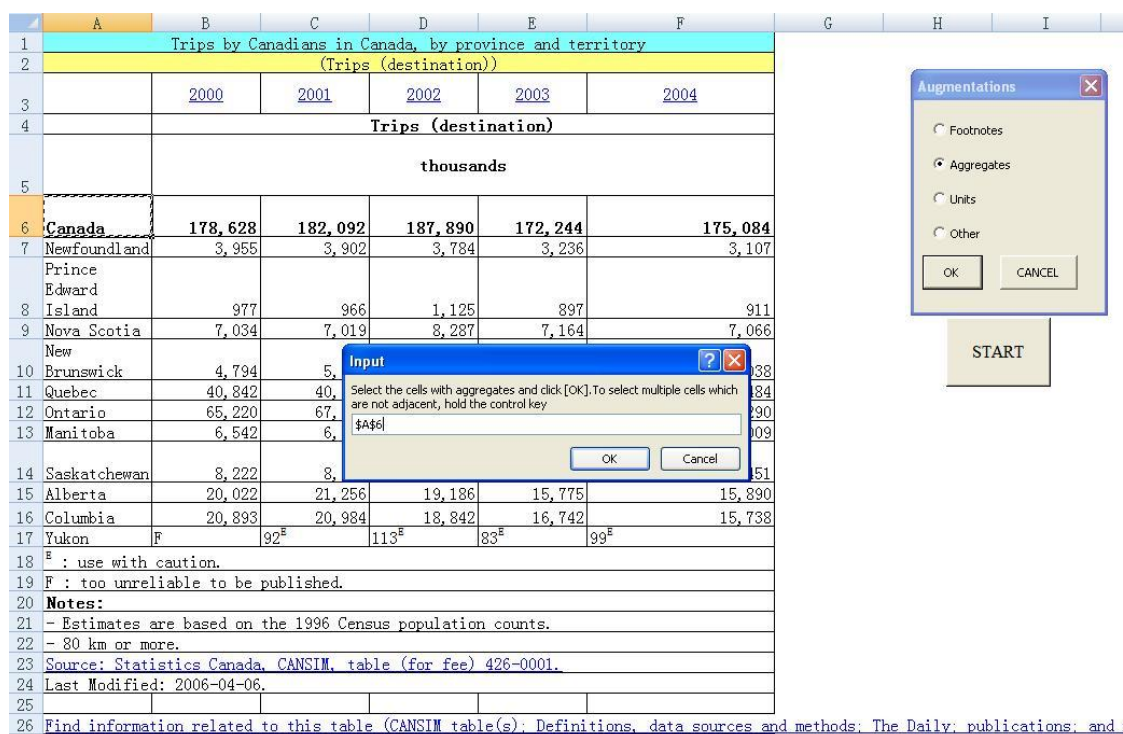 A B C D E F G H I
1 Trips by Canadians in Canada, by province and territory
2 (Trips (destination))
3 2000 2001 2002 2003 2004
4 Trips (destination)
5 thousands
6 Canada 178,628 182,092 187,890 172,244 175,084
7 Newfoundland 3,955 3,902 3,784 3,236 3,107
Prince
Edward
8 Island 977 966 1,125 897 911
9 Nova Scotia 7,034 7,019 8,287 7,164 7,066
New
10 Brunswick 4,794 5, 038
11 Quebec 40,842 40, 484
12 Ontario 65,220 67, 290
13 Manitoba 6,542 6, 009
14 Saskatchewan 8,222 8, 451
15 Alberta 20,022 21,256 19,186 15,775 15,890
16 Columbia 20,893 20,984 18,842 16,742 15,738
17 Yukon F 92ᴱ 113ᴱ 83ᴱ 99ᴱ
18 ᴱ : use with caution.
19 F : too unreliable to be published.
20 Notes:
21 - Estimates are based on the 1996 Census population counts.
22 - 80 km or more.
23 Source: Statistics Canada, CANSIM, table (for fee) 426-0001.
24 Last Modified: 2006-04-06.
25
26 Find information related to this table (CANSIM table(s); Definitions, data sources and methods; The Daily; publications; and
Augmentations
Footnotes
Aggregates
Units
Other
OK CANCEL
START
Input
Select the cells with aggregates and click [OK].To select multiple cells which
are not adjacent, hold the control key
$A$6
OK Cancel